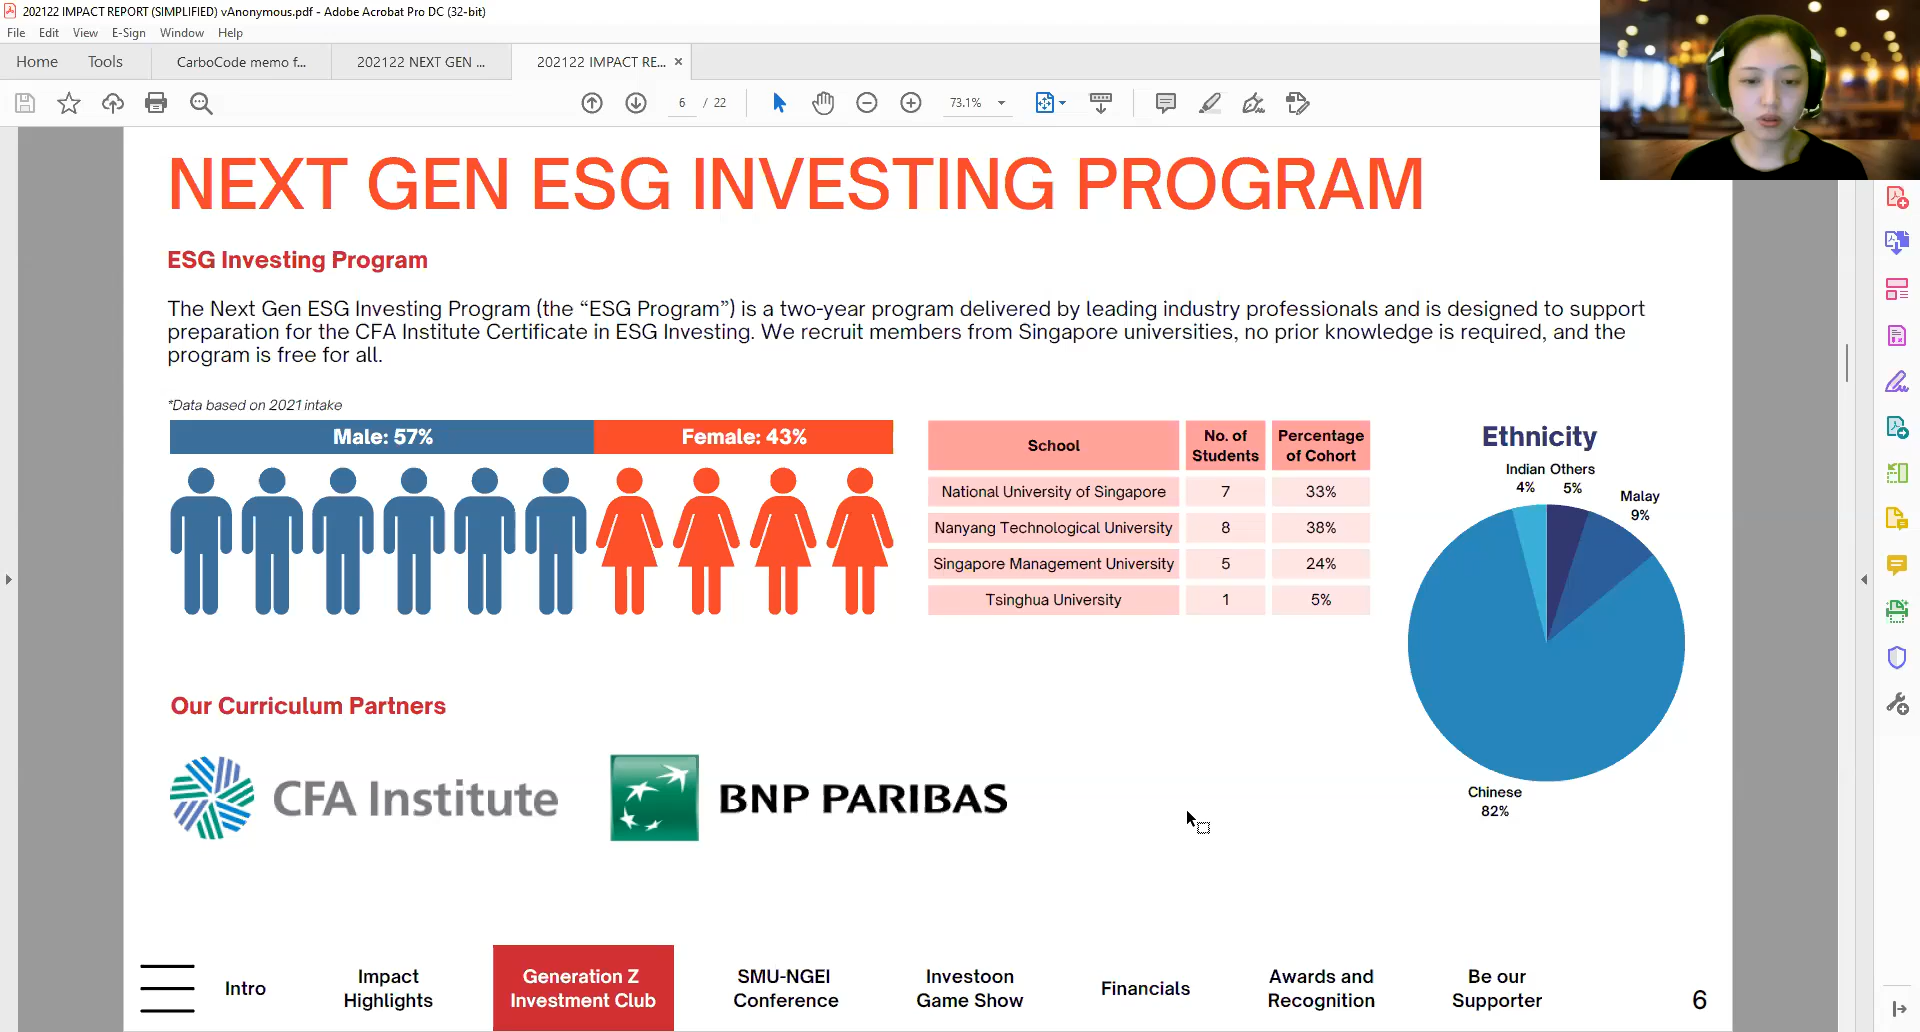 202122 IMPACT REPORT (SIMPLIFIED) vAnonymous.pdf - Adobe Acrobat Pro DC (32-bit)
File Edit View E-Sign Window Help
Home Tools CarboCode memo f... 202122 NEXT GEN ... 202122 IMPACT RE... ×
6 / 22 73.1%
NEXT GEN ESG INVESTING PROGRAM
ESG Investing Program
The Next Gen ESG Investing Program (the “ESG Program”) is a two-year program delivered by leading industry professionals and is designed to support
preparation for the CFA Institute Certificate in ESG Investing. We recruit members from Singapore universities, no prior knowledge is required, and the
program is free for all.
*Data based on 2021 intake
Male: 57% Female: 43%
School No. of Students Percentage of Cohort
National University of Singapore 7 33%
Nanyang Technological University 8 38%
Singapore Management University 5 24%
Tsinghua University 1 5%
Ethnicity
Indian 4%
Others 5%
Malay 9%
Chinese 82%
Our Curriculum Partners
CFA Institute
BNP PARIBAS
Intro
Impact Highlights
Generation Z Investment Club
SMU-NGEI Conference
Investoon Game Show
Financials
Awards and Recognition
Be our Supporter
6